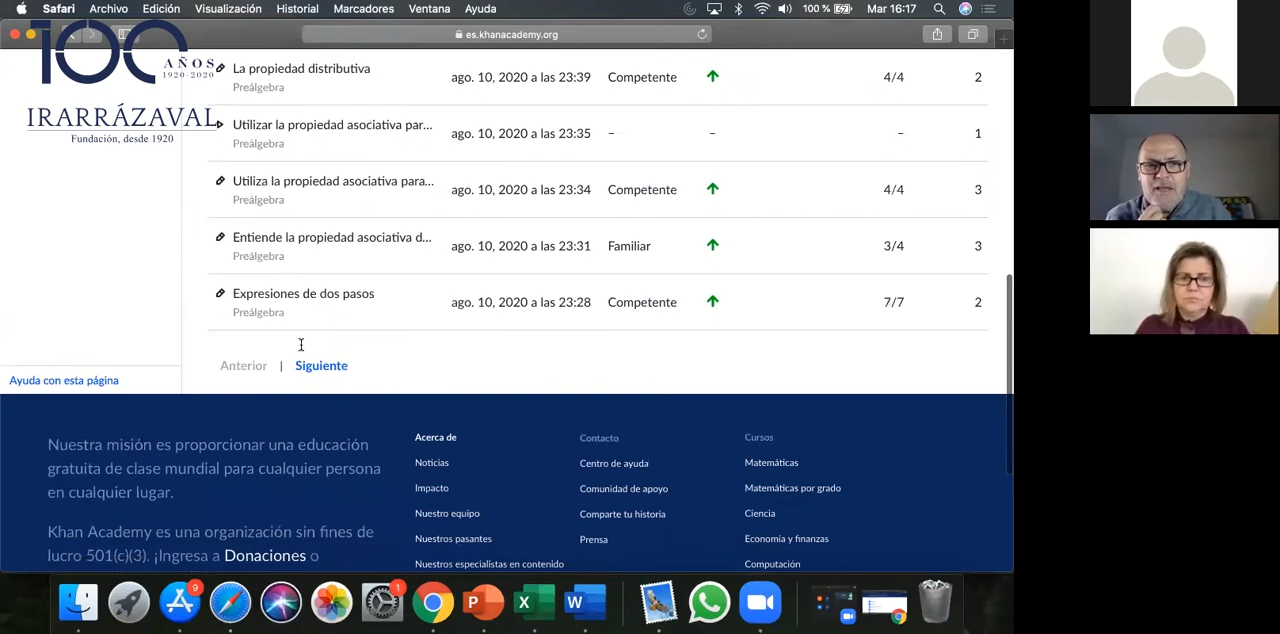 Safari Archivo Edición Visualización Historial Marcadores Ventana Ayuda 100 % Mar 16:17
es.khanacademy.org
100 AÑOS
1920-2020
IRARRÁZAVAL
Fundación, desde 1920
La propiedad distributiva ago. 10, 2020 a las 23:39 Competente 4/4 2
Preálgebra
Utilizar la propiedad asociativa par... ago. 10, 2020 a las 23:35 – – – 1
Preálgebra
Utiliza la propiedad asociativa para... ago. 10, 2020 a las 23:34 Competente 4/4 3
Preálgebra
Entiende la propiedad asociativa d... ago. 10, 2020 a las 23:31 Familiar 3/4 3
Preálgebra
Expresiones de dos pasos ago. 10, 2020 a las 23:28 Competente 7/7 2
Preálgebra
Anterior | Siguiente
Ayuda con esta página
Nuestra misión es proporcionar una educación
gratuita de clase mundial para cualquier persona
en cualquier lugar.
Khan Academy es una organización sin fines de
lucro 501(c)(3). ¡Ingresa a Donaciones o
Acerca de
Noticias
Impacto
Nuestro equipo
Nuestros pasantes
Nuestros especialistas en contenido
Contacto
Centro de ayuda
Comunidad de apoyo
Comparte tu historia
Prensa
Cursos
Matemáticas
Matemáticas por grado
Ciencia
Economía y finanzas
Computación
9
1
P
X
W